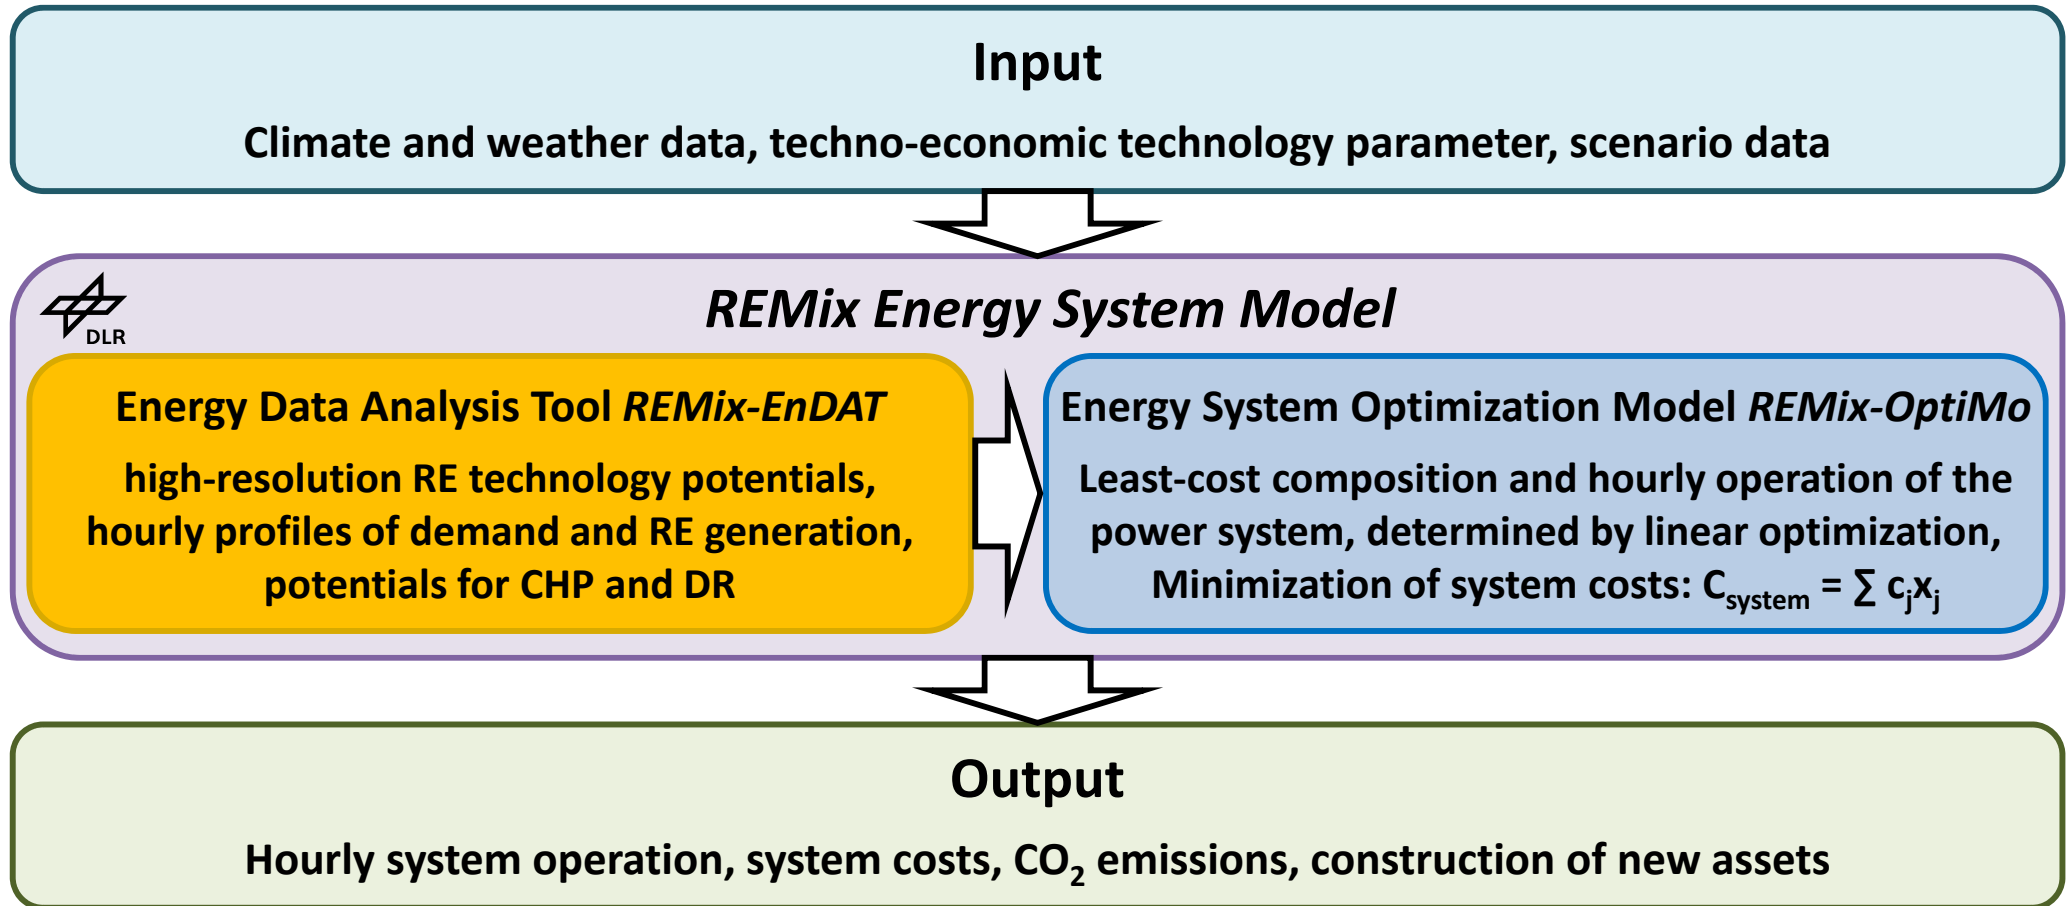 Input
Climate and weather data, techno-economic technology parameter, scenario data
DLR
REMix Energy System Model
Energy Data Analysis Tool REMix-EnDAT
high-resolution RE technology potentials,
hourly profiles of demand and RE generation,
potentials for CHP and DR
Energy System Optimization Model REMix-OptiMo
Least-cost composition and hourly operation of the
power system, determined by linear optimization,
Minimization of system costs: C_system = ∑ c_jx_j
Output
Hourly system operation, system costs, CO₂ emissions, construction of new assets